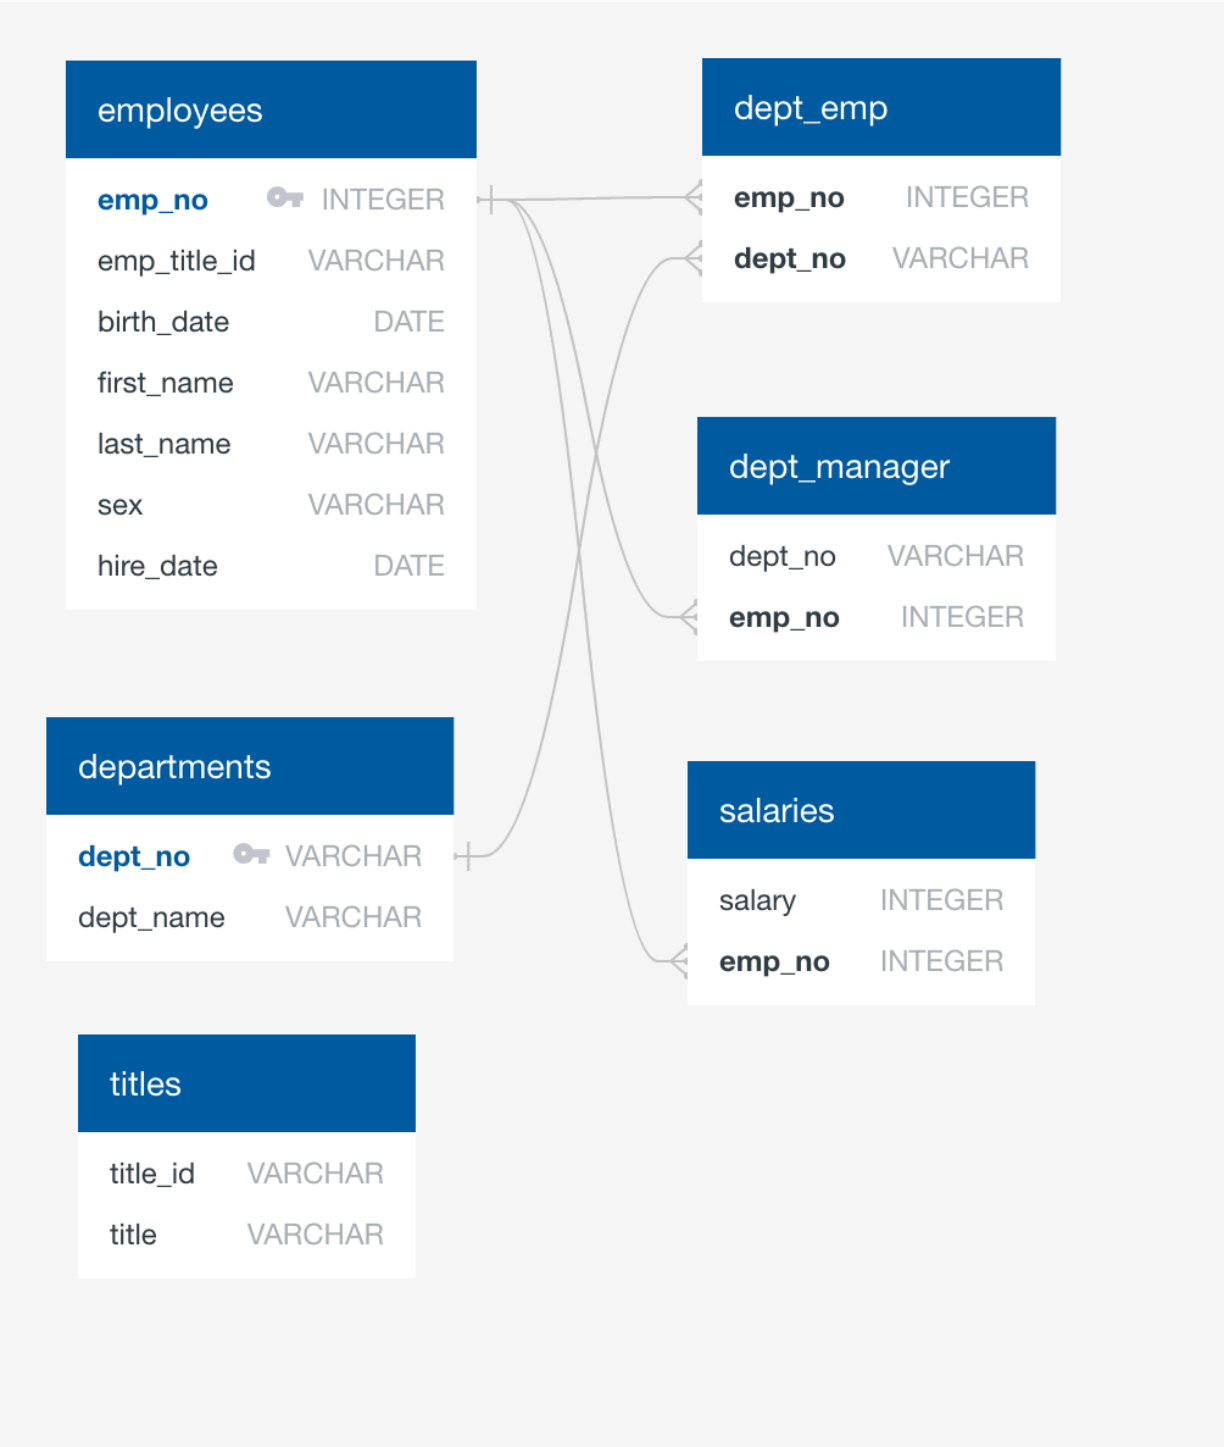 employees
emp_no INTEGER
emp_title_id VARCHAR
birth_date DATE
first_name VARCHAR
last_name VARCHAR
sex VARCHAR
hire_date DATE
dept_emp
emp_no INTEGER
dept_no VARCHAR
dept_manager
dept_no VARCHAR
emp_no INTEGER
departments
dept_no VARCHAR
dept_name VARCHAR
salaries
salary INTEGER
emp_no INTEGER
titles
title_id VARCHAR
title VARCHAR